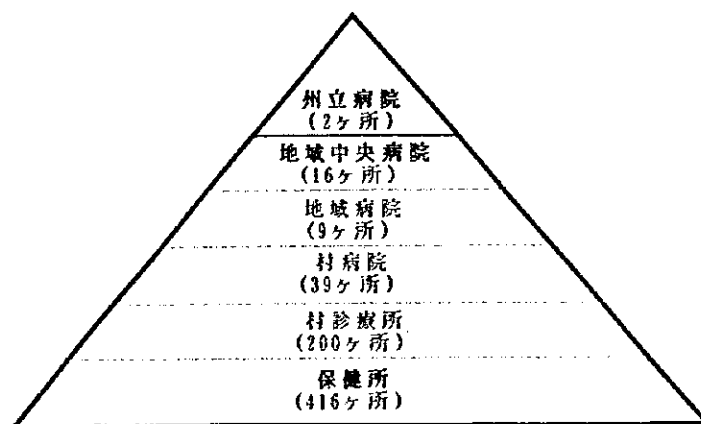 州立病院
(2ヶ所)
地域中央病院
(16ヶ所)
地域病院
(9ヶ所)
村病院
(39ヶ所)
村診療所
(200ヶ所)
保健所
(416ヶ所)